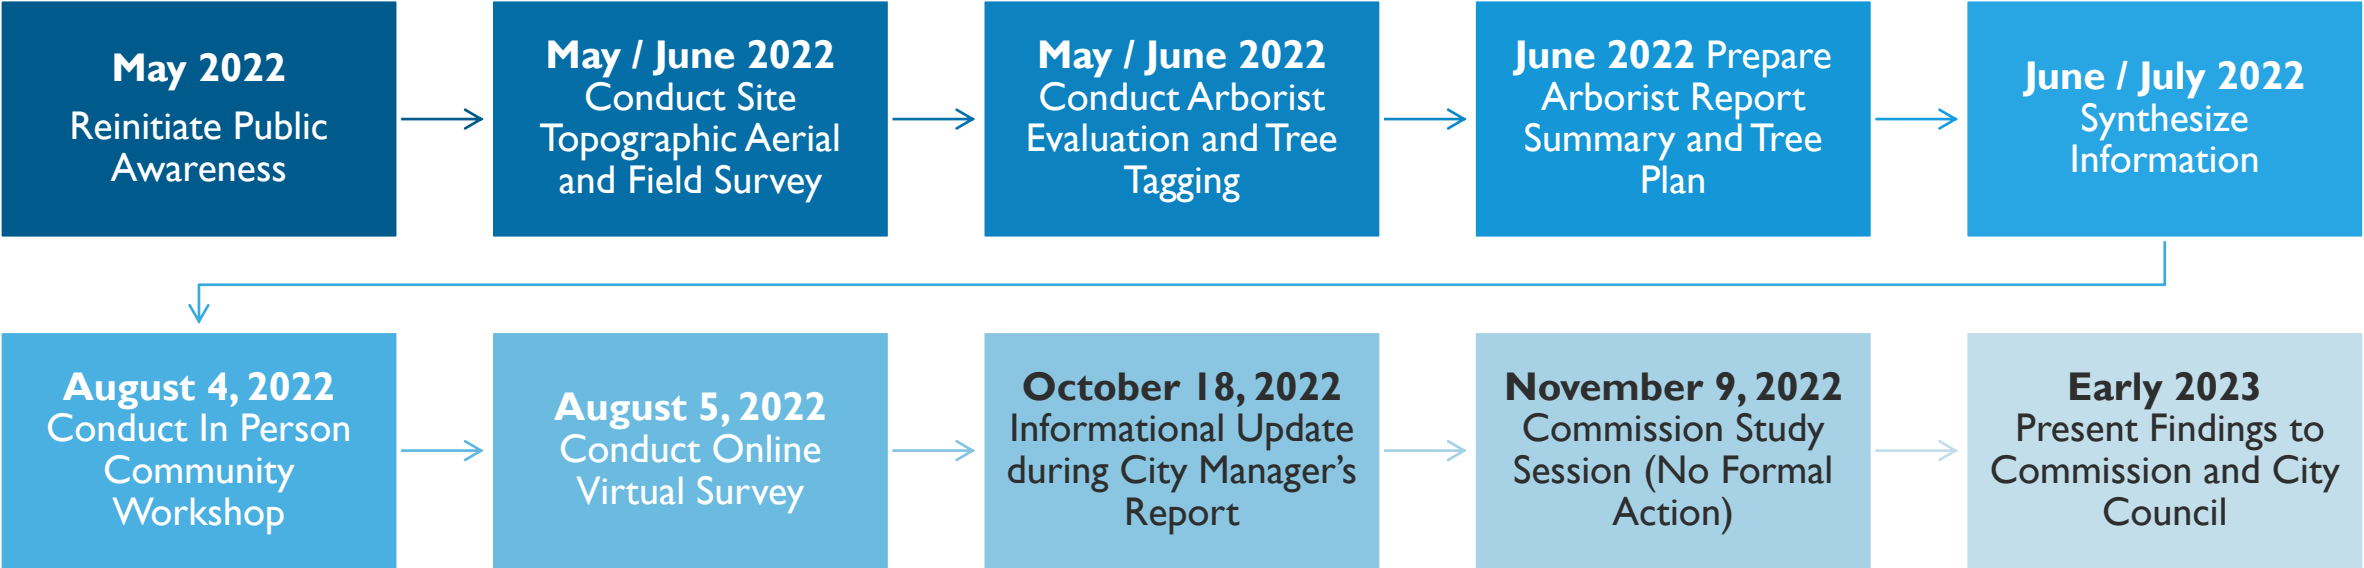 May 2022
Reinitiate Public
Awareness
May / June 2022
Conduct Site
Topographic Aerial
and Field Survey
May / June 2022
Conduct Arborist
Evaluation and Tree
Tagging
June 2022 Prepare
Arborist Report
Summary and Tree
Plan
June / July 2022
Synthesize
Information
August 4, 2022
Conduct In Person
Community
Workshop
August 5, 2022
Conduct Online
Virtual Survey
October 18, 2022
Informational Update
during City Manager’s
Report
November 9, 2022
Commission Study
Session (No Formal
Action)
Early 2023
Present Findings to
Commission and City
Council